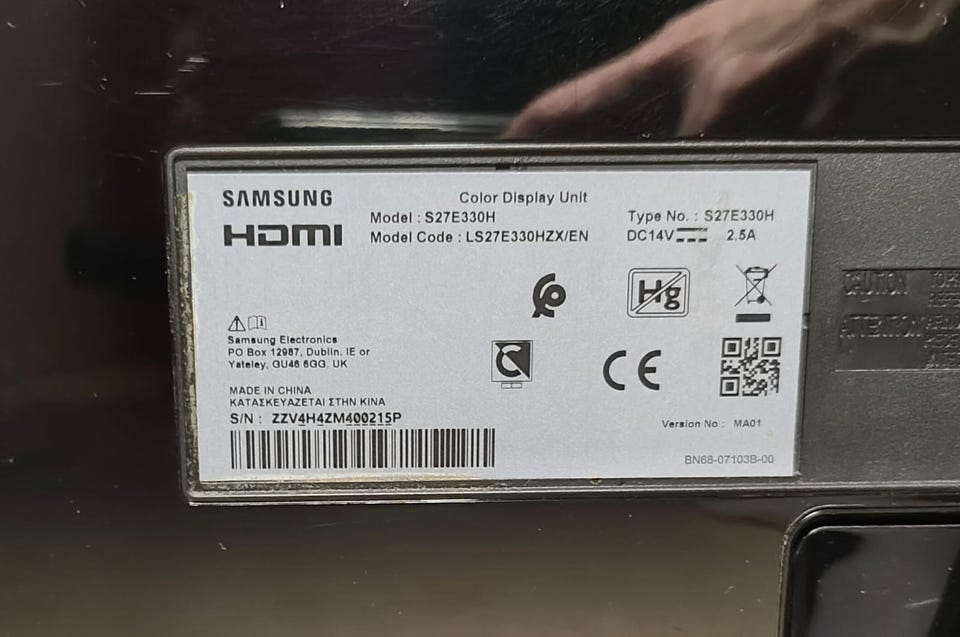 SAMSUNG
HDMI
Color Display Unit
Model : S27E330H
Model Code : LS27E330HZX/EN
Type No. : S27E330H
DC14V 2.5A
Hg
Samsung Electronics
PO Box 12987, Dublin. IE or
Yateley, GU46 6GG. UK
MADE IN CHINA
ΚΑΤΑΣΚΕΥΑΖΕΤΑΙ ΣΤΗΝ ΚΙΝΑ
S/N : ZZV4H4ZM400215P
CE
Version No : MA01
BN68-07103B-00
CAUTION
ATTENTION